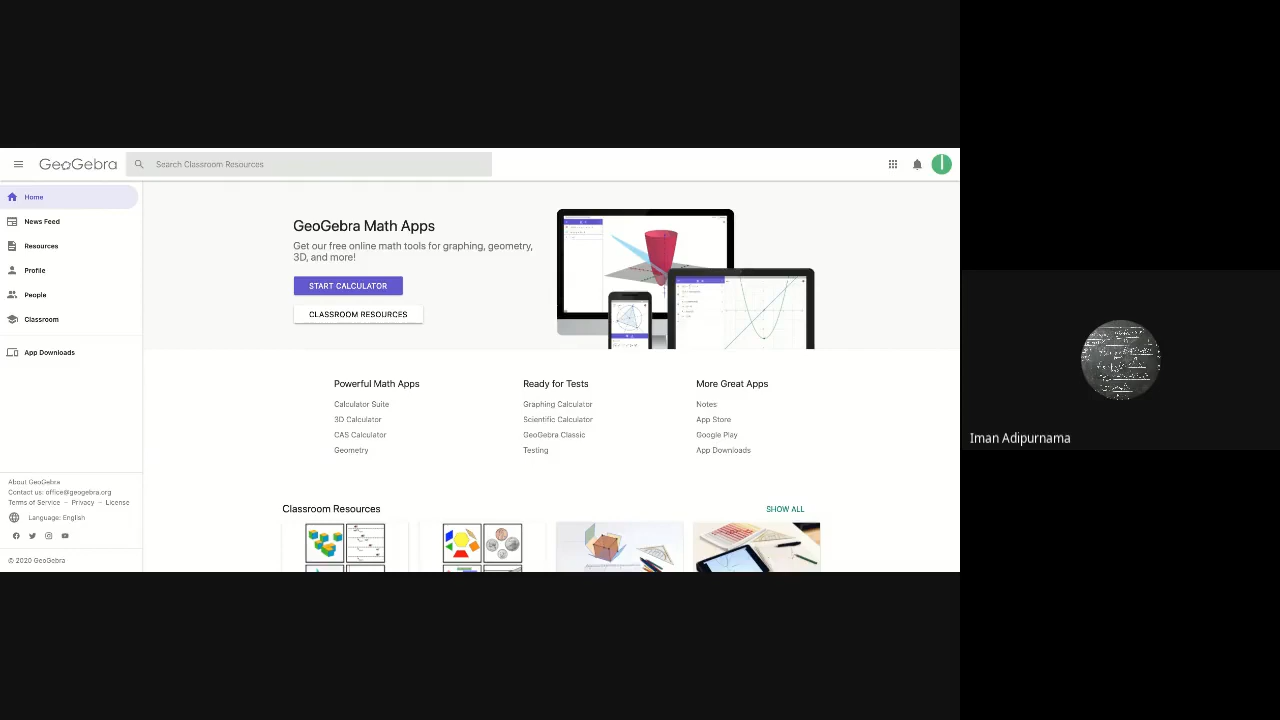 GeoGebra
Search Classroom Resources
Home
News Feed
Resources
Profile
People
Classroom
App Downloads
About GeoGebra
Contact us: office@geogebra.org
Terms of Service – Privacy – License
Language: English
© 2020 GeoGebra
GeoGebra Math Apps
Get our free online math tools for graphing, geometry,
3D, and more!
START CALCULATOR
CLASSROOM RESOURCES
Powerful Math Apps
Calculator Suite
3D Calculator
CAS Calculator
Geometry
Ready for Tests
Graphing Calculator
Scientific Calculator
GeoGebra Classic
Testing
More Great Apps
Notes
App Store
Google Play
App Downloads
Classroom Resources
SHOW ALL
Iman Adipurnama